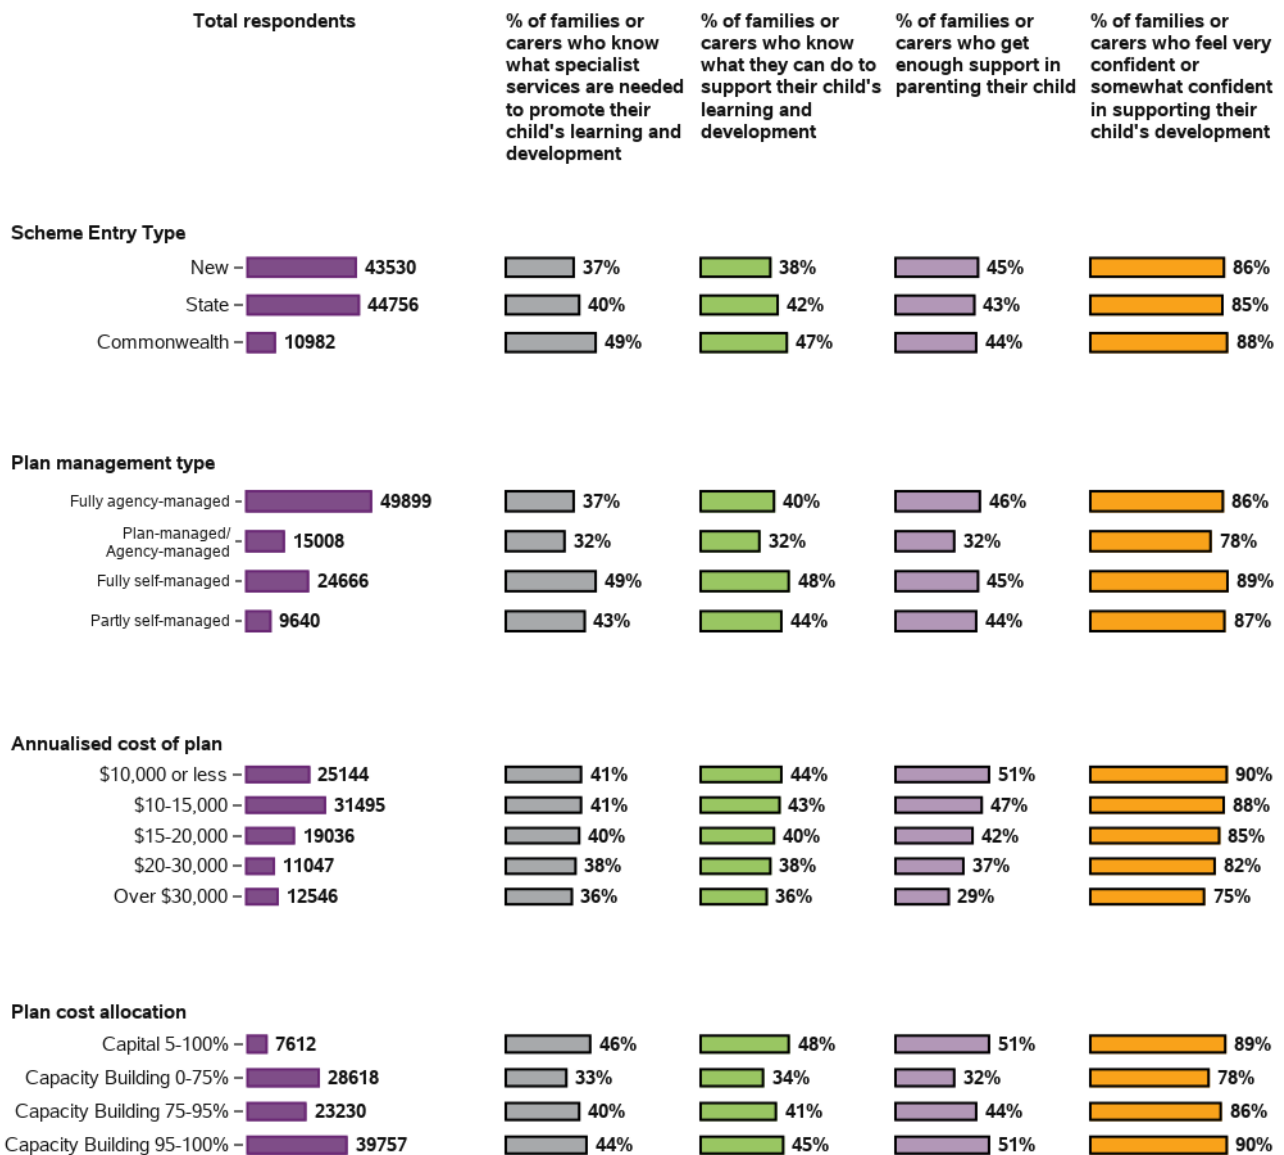 Total respondents
% of families or
carers who know
what specialist
services are needed
to promote their
child's learning and
development
% of families or
carers who know
what they can do to
support their child's
learning and
development
% of families or
carers who get
enough support in
parenting their child
% of families or
carers who feel very
confident or
somewhat confident
in supporting their
child's development
Scheme Entry Type
New 43530 37% 38% 45% 86%
State 44756 40% 42% 43% 85%
Commonwealth 10982 49% 47% 44% 88%
Plan management type
Fully agency-managed 49899 37% 40% 46% 86%
Plan-managed/
Agency-managed 15008 32% 32% 32% 78%
Fully self-managed 24666 49% 48% 45% 89%
Partly self-managed 9640 43% 44% 44% 87%
Annualised cost of plan
$10,000 or less 25144 41% 44% 51% 90%
$10-15,000 31495 41% 43% 47% 88%
$15-20,000 19036 40% 40% 42% 85%
$20-30,000 11047 38% 38% 37% 82%
Over $30,000 12546 36% 36% 29% 75%
Plan cost allocation
Capital 5-100% 7612 46% 48% 51% 89%
Capacity Building 0-75% 28618 33% 34% 32% 78%
Capacity Building 75-95% 23230 40% 41% 44% 86%
Capacity Building 95-100% 39757 44% 45% 51% 90%